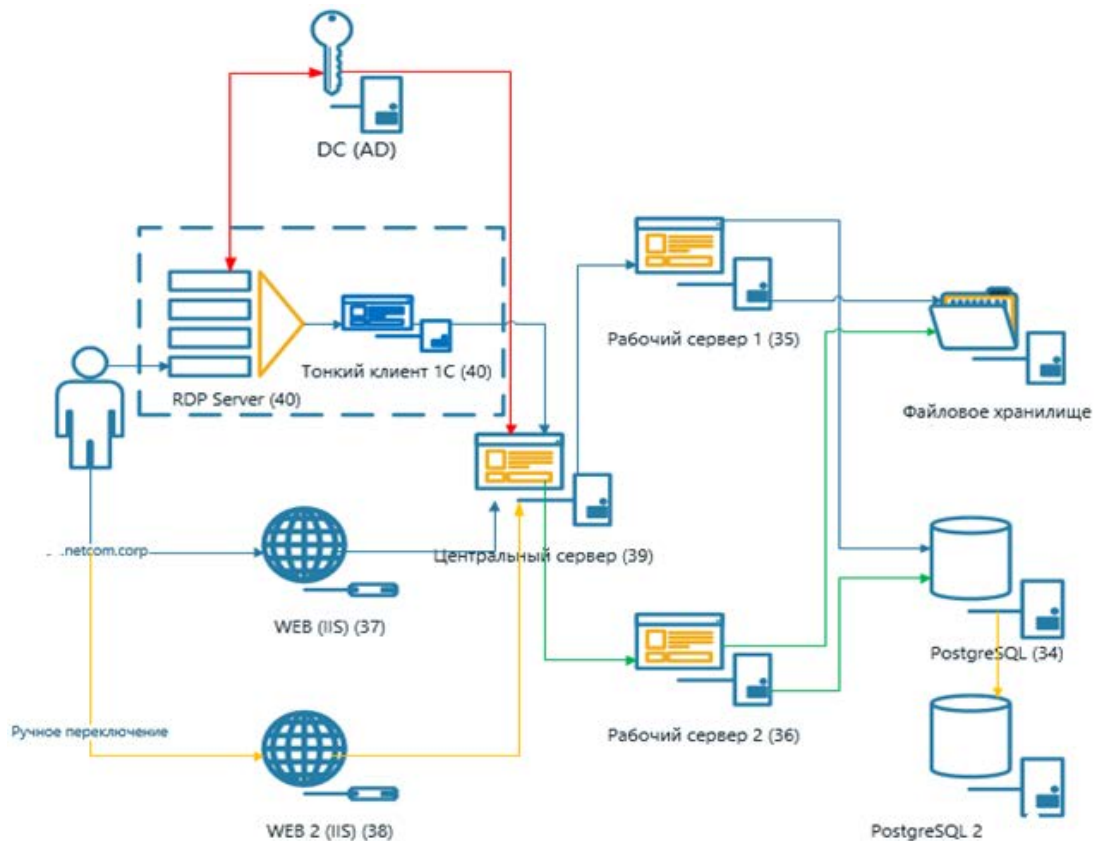 DC (AD)
Тонкий клиент 1С (40)
RDP Server (40)
Рабочий сервер 1 (35)
Файловое хранилище
.netcom.corp
Центральный сервер (39)
WEB (IIS) (37)
PostgreSQL (34)
Ручное переключение
Рабочий сервер 2 (36)
WEB 2 (IIS) (38)
PostgreSQL 2